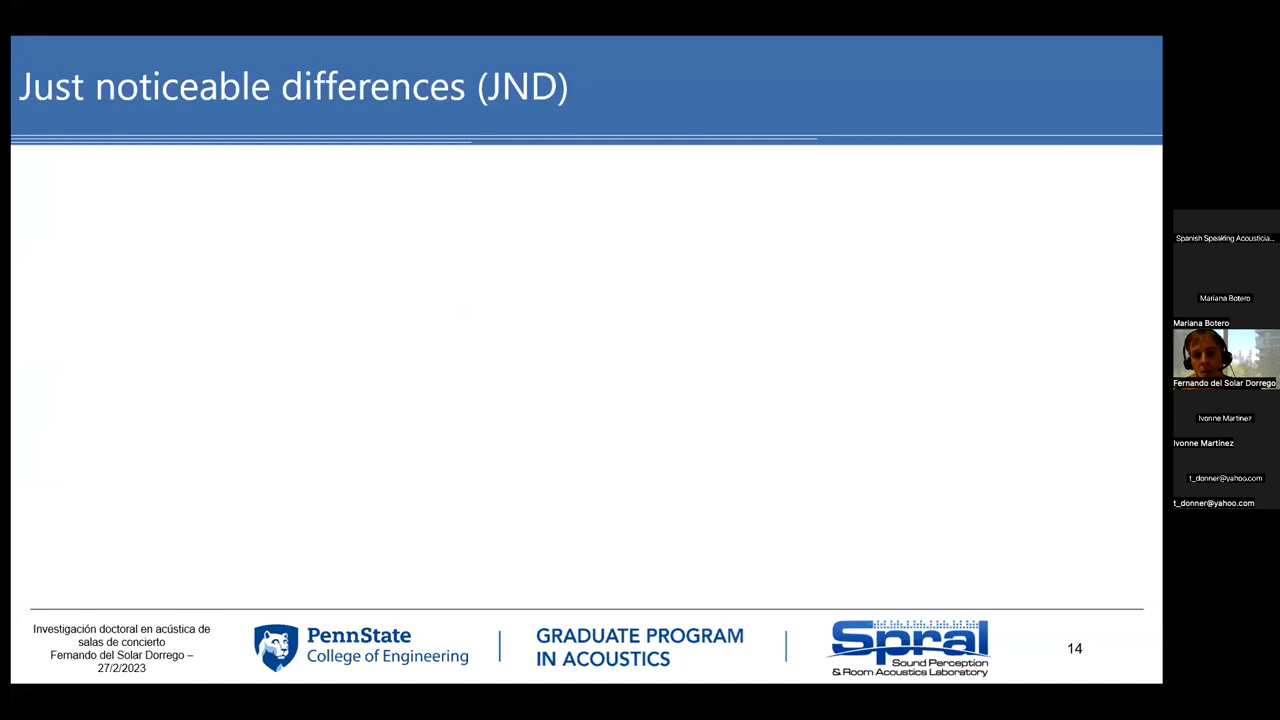 Just noticeable differences (JND)
Spanish Speaking Acousticia...
Mariana Botero
Mariana Botero
Fernando del Solar Dorrego
Ivonne Martinez
Ivonne Martinez
t_donner@yahoo.com
t_donner@yahoo.com
Investigación doctoral en acústica de
salas de concierto
Fernando del Solar Dorrego –
27/2/2023
PennState
College of Engineering
GRADUATE PROGRAM
IN ACOUSTICS
Spral
Sound Perception
& Room Acoustics Laboratory
14